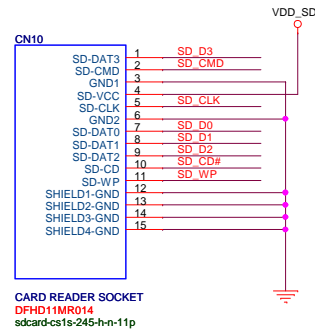 VDD_SD
CN10
SD-DAT3 1 SD_D3
SD-CMD 2 SD_CMD
GND1 3
SD-VCC 4
SD-CLK 5 SD_CLK
GND2 6
SD-DAT0 7 SD_D0
SD-DAT1 8 SD_D1
SD-DAT2 9 SD_D2
SD-CD 10 SD_CD#
SD-WP 11 SD_WP
SHIELD1-GND 12
SHIELD2-GND 13
SHIELD3-GND 14
SHIELD4-GND 15
CARD READER SOCKET
DFHD11MR014
sdcard-cs1s-245-h-n-11p